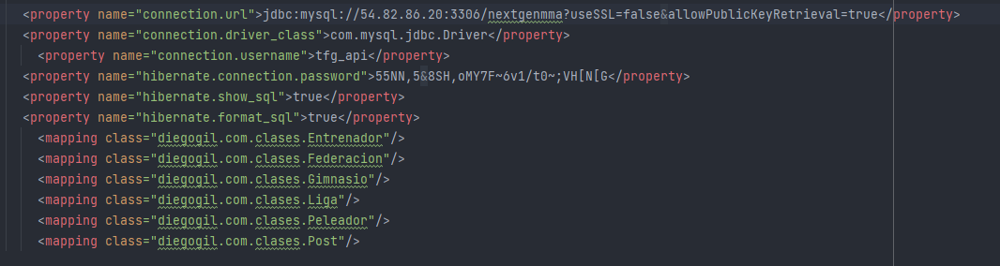 <property name="connection.url">jdbc:mysql://54.82.86.20:3306/nextgenmma?useSSL=false&allowPublicKeyRetrieval=true</property>
<property name="connection.driver_class">com.mysql.jdbc.Driver</property>
<property name="connection.username">tfg_api</property>
<property name="hibernate.connection.password">55NN,5&8SH,oMY7F~6v1/t0~;VH[N[G</property>
<property name="hibernate.show_sql">true</property>
<property name="hibernate.format_sql">true</property>
<mapping class="diegogil.com.clases.Entrenador"/>
<mapping class="diegogil.com.clases.Federacion"/>
<mapping class="diegogil.com.clases.Gimnasio"/>
<mapping class="diegogil.com.clases.Liga"/>
<mapping class="diegogil.com.clases.Peleador"/>
<mapping class="diegogil.com.clases.Post"/>